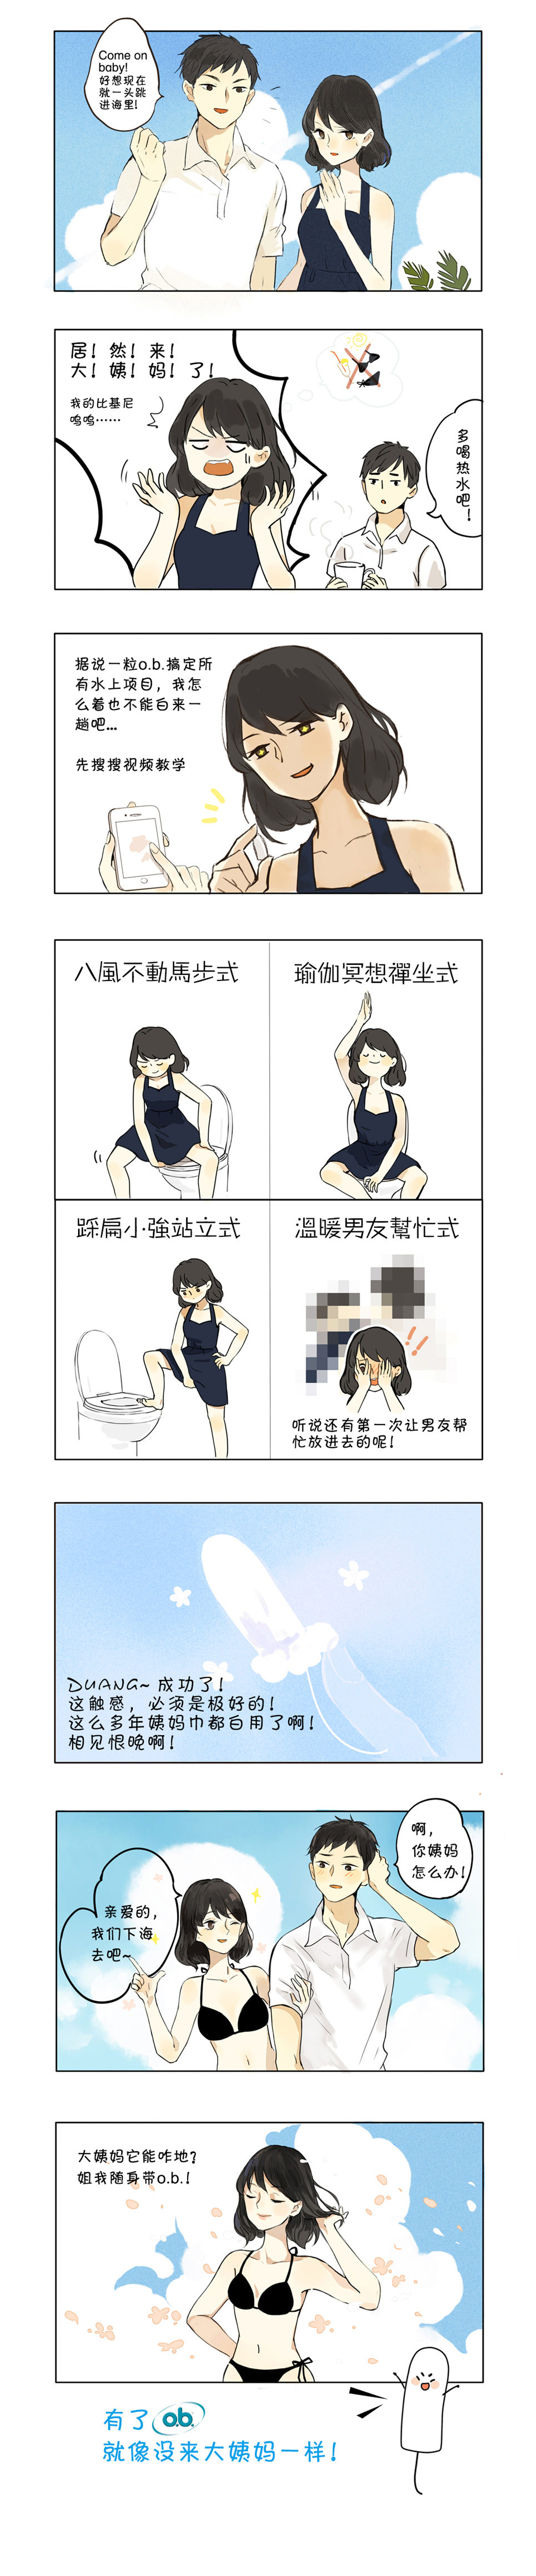 Come on
baby!
好想现在
就一头跳
进海里!
居!然!来!
大!姨!妈!了!
我的比基尼
呜呜……
多喝热水吧!
据说一粒o.b.搞定所
有水上项目，我怎
么着也不能白来一
趟吧...
先搜搜视频教学
八風不動馬步式
瑜伽冥想禪坐式
踩扁小強站立式
溫暖男友幫忙式
听说还有第一次让男友帮
忙放进去的呢!
DUANG~成功了!
这触感，必须是极好的!
这么多年姨妈巾都白用了啊!
相见恨晚啊!
啊，
你姨妈
怎么办!
亲爱的，
我们下海
去吧~
大姨妈它能咋地?
姐我随身带o.b.!
有了o.b.
就像没来大姨妈一样!